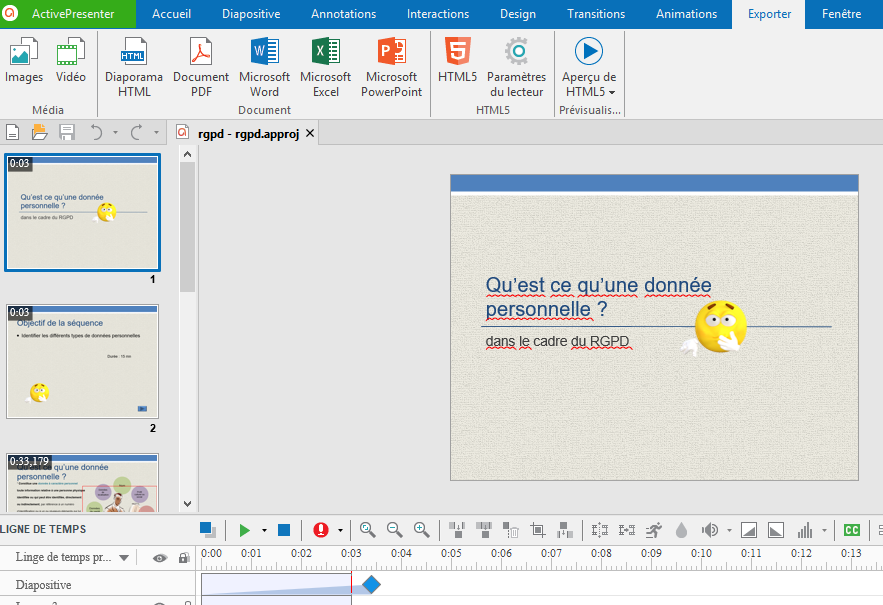 ActivePresenter Accueil Diapositive Annotations Interactions Design Transitions Animations Exporter Fenêtre
Images Vidéo Diaporama HTML Document PDF Microsoft Word Microsoft Excel Microsoft PowerPoint HTML5 Paramètres du lecteur Aperçu de HTML5
Média Document HTML5 Prévisualis...
rgpd - rgpd.approj
0:03
Qu'est ce qu'une donnée
personnelle ?
dans le cadre du RGPD
1
0:03
Objectif de la séquence
Identifier les différents types de données personnelles
Durée : 15 mn
2
0:33,179
Qu'est ce qu'une donnée
personnelle ?
Qu'est ce qu'une donnée
personnelle ?
dans le cadre du RGPD
LIGNE DE TEMPS
CC
Linge de temps pr...
0:00 0:01 0:02 0:03 0:04 0:05 0:06 0:07 0:08 0:09 0:10 0:11 0:12 0:13
Diapositive